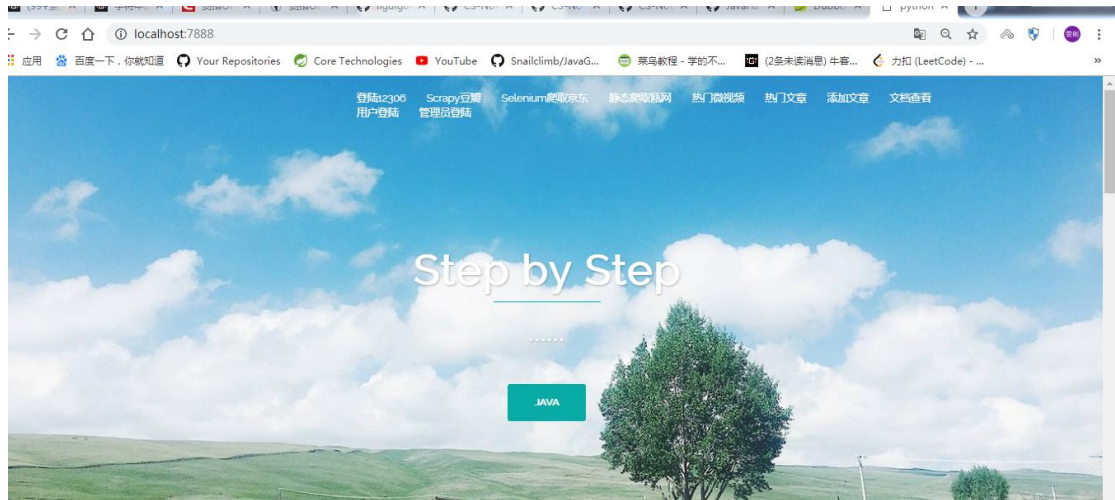 localhost:7888
应用 百度一下，你就知道 Your Repositories Core Technologies YouTube Snailclimb/JavaG... 菜鸟教程 - 学的不... (2条未读消息) 牛客... 力扣 (LeetCode) - ... »
登陆12306 Scrapy豆瓣 Selenium爬取京东 静态爬取瓯网 热门微视频 热门文章 添加文章 文档查看
用户登陆 管理员登陆
Step by Step
......
JAVA